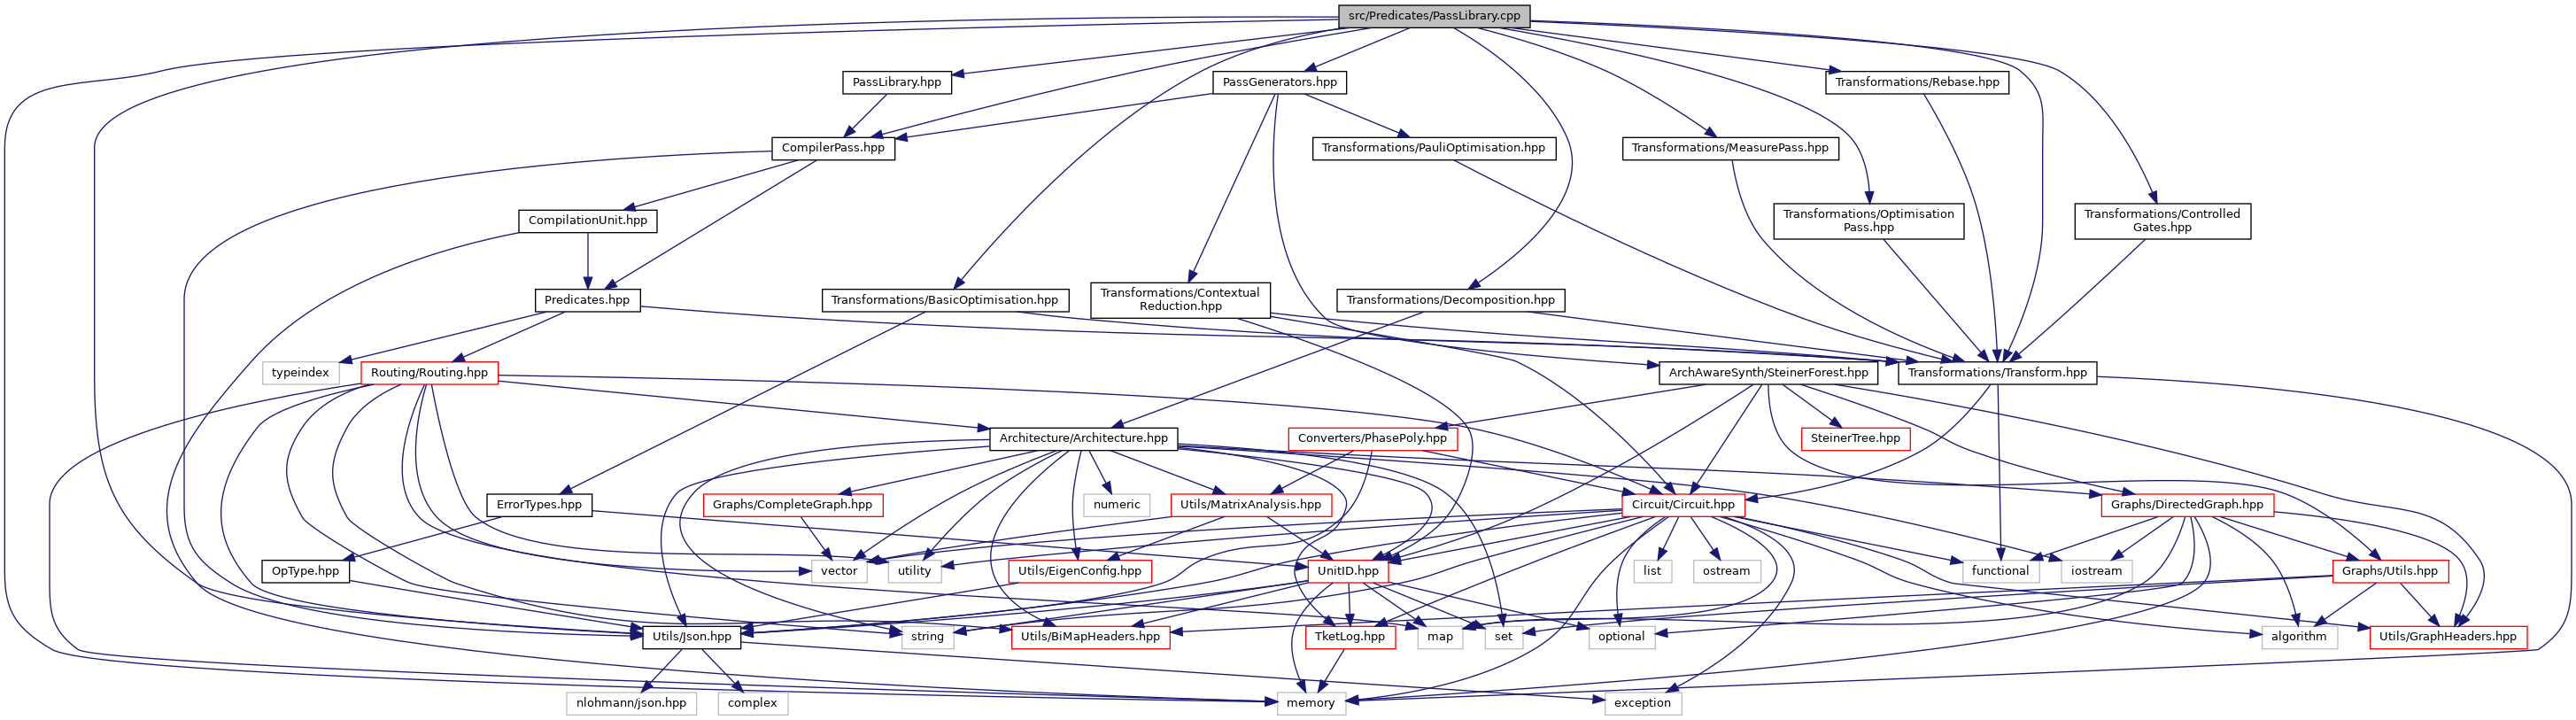 src/Predicates/PassLibrary.cpp
PassLibrary.hpp
PassGenerators.hpp
Transformations/Rebase.hpp
CompilerPass.hpp
Transformations/PauliOptimisation.hpp
Transformations/MeasurePass.hpp
CompilationUnit.hpp
Transformations/Optimisation
Pass.hpp
Transformations/Controlled
Gates.hpp
Predicates.hpp
Transformations/BasicOptimisation.hpp
Transformations/Contextual
Reduction.hpp
Transformations/Decomposition.hpp
typeindex
Routing/Routing.hpp
ArchAwareSynth/SteinerForest.hpp
Transformations/Transform.hpp
Architecture/Architecture.hpp
Converters/PhasePoly.hpp
SteinerTree.hpp
ErrorTypes.hpp
Graphs/CompleteGraph.hpp
numeric
Utils/MatrixAnalysis.hpp
Circuit/Circuit.hpp
Graphs/DirectedGraph.hpp
OpType.hpp
vector
utility
Utils/EigenConfig.hpp
UnitID.hpp
list
ostream
functional
iostream
Graphs/Utils.hpp
Utils/Json.hpp
string
Utils/BiMapHeaders.hpp
TketLog.hpp
map
set
optional
algorithm
Utils/GraphHeaders.hpp
nlohmann/json.hpp
complex
memory
exception